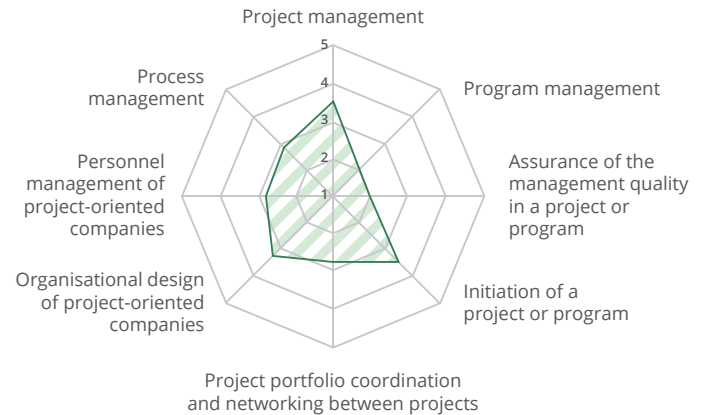 Project management
5
4
3
2
1
Program management
Assurance of the
management quality
in a project or
program
Initiation of a
project or program
Project portfolio coordination
and networking between projects
Organisational design
of project-oriented
companies
Personnel
management of
project-oriented
companies
Process
management